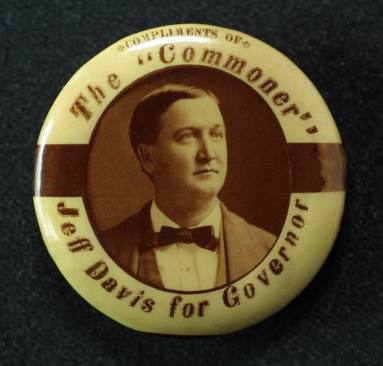 *COMPLIMENTS OF*
The "Commoner"
Jeff Davis for Governor